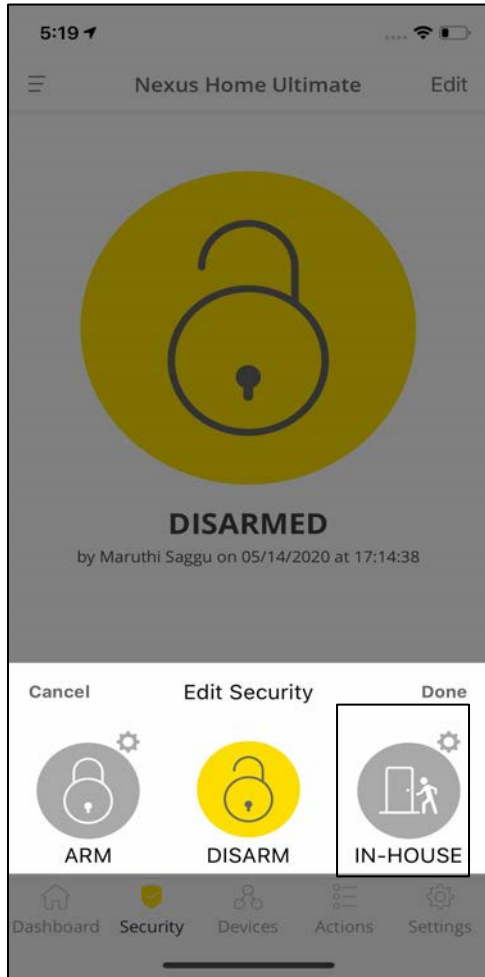 5:19
Nexus Home Ultimate Edit
DISARMED
by Maruthi Saggu on 05/14/2020 at 17:14:38
Cancel Edit Security Done
ARM DISARM IN-HOUSE
Dashboard Security Devices Actions Settings